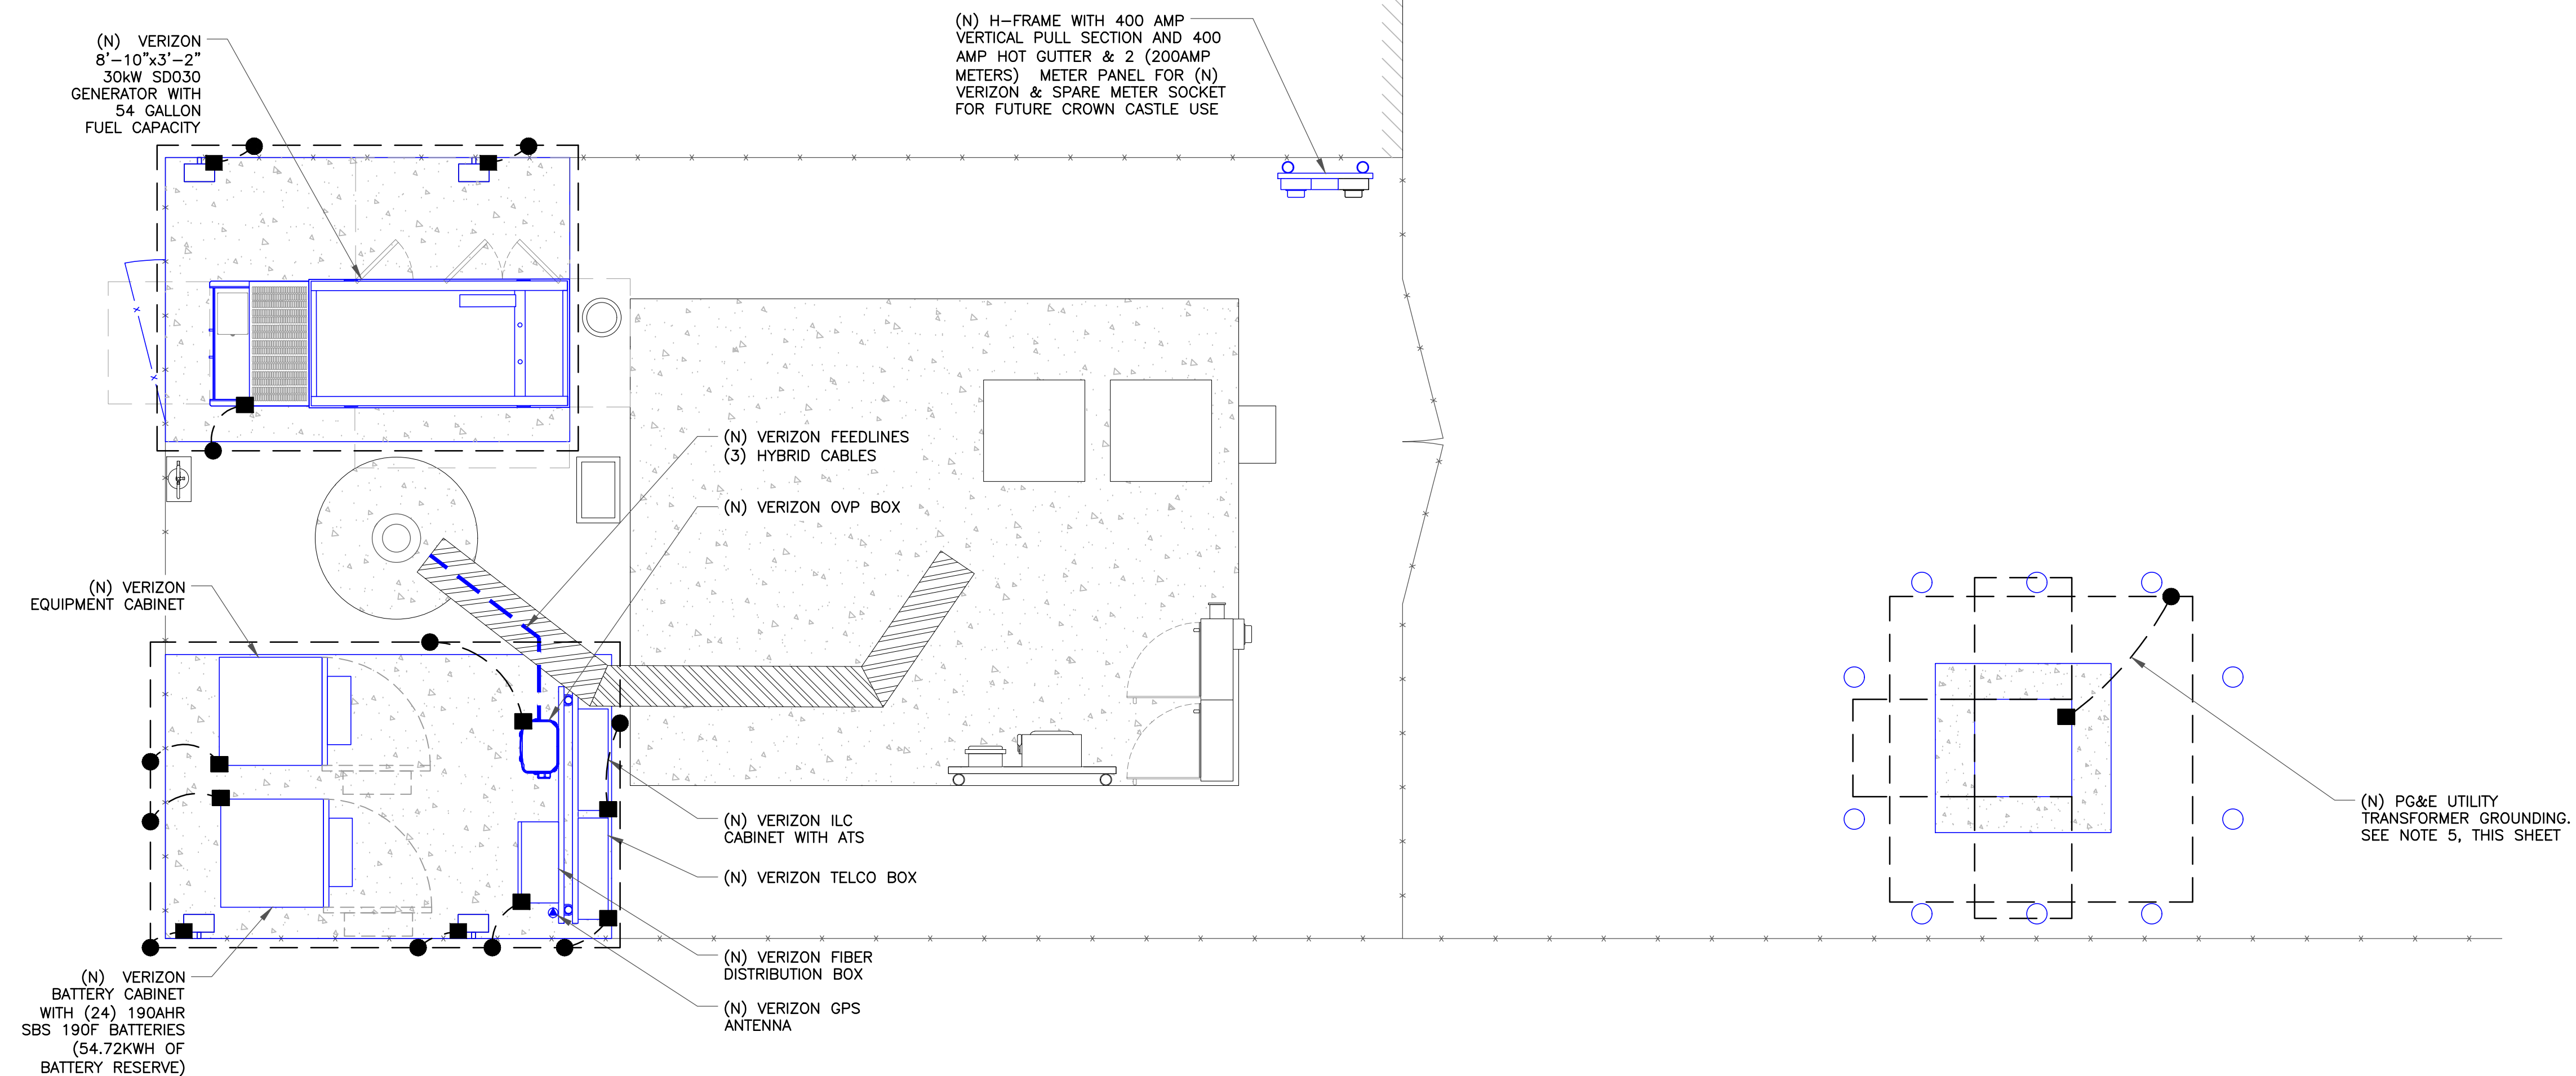 (N) VERIZON
8'-10"x3'-2"
30kW SD030
GENERATOR WITH
54 GALLON
FUEL CAPACITY
(N) H-FRAME WITH 400 AMP
VERTICAL PULL SECTION AND 400
AMP HOT GUTTER & 2 (200AMP
METERS) METER PANEL FOR (N)
VERIZON & SPARE METER SOCKET
FOR FUTURE CROWN CASTLE USE
(N) VERIZON FEEDLINES
(3) HYBRID CABLES
(N) VERIZON OVP BOX
(N) VERIZON
EQUIPMENT CABINET
(N) VERIZON ILC
CABINET WITH ATS
(N) VERIZON TELCO BOX
(N) PG&E UTILITY
TRANSFORMER GROUNDING.
SEE NOTE 5, THIS SHEET
(N) VERIZON FIBER
DISTRIBUTION BOX
(N) VERIZON GPS
ANTENNA
(N) VERIZON
BATTERY CABINET
WITH (24) 190AHR
SBS 190F BATTERIES
(54.72KWH OF
BATTERY RESERVE)